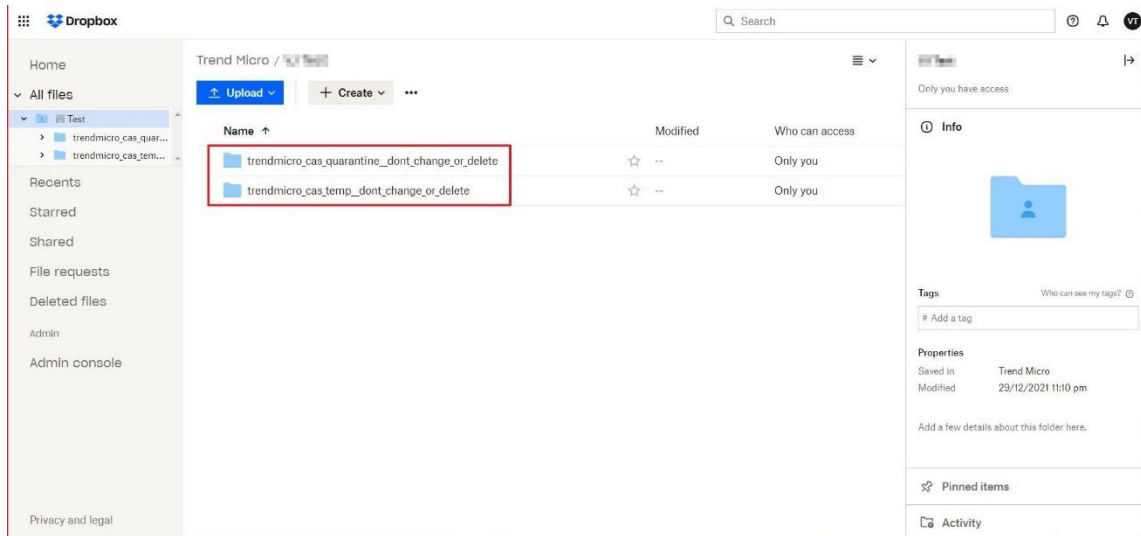 Dropbox
Search
VT
Home
All files
Test
trendmicro_cas_quar...
trendmicro_cas_tem...
Recents
Starred
Shared
File requests
Deleted files
Admin
Admin console
Privacy and legal
Trend Micro /
Upload
+ Create
Name ↑ Modified Who can access
trendmicro_cas_quarantine__dont_change_or_delete -- Only you
trendmicro_cas_temp__dont_change_or_delete -- Only you
Only you have access
Info
Tags Who can see my tags?
# Add a tag
Properties
Saved in Trend Micro
Modified 29/12/2021 11:10 pm
Add a few details about this folder here.
Pinned items
Activity